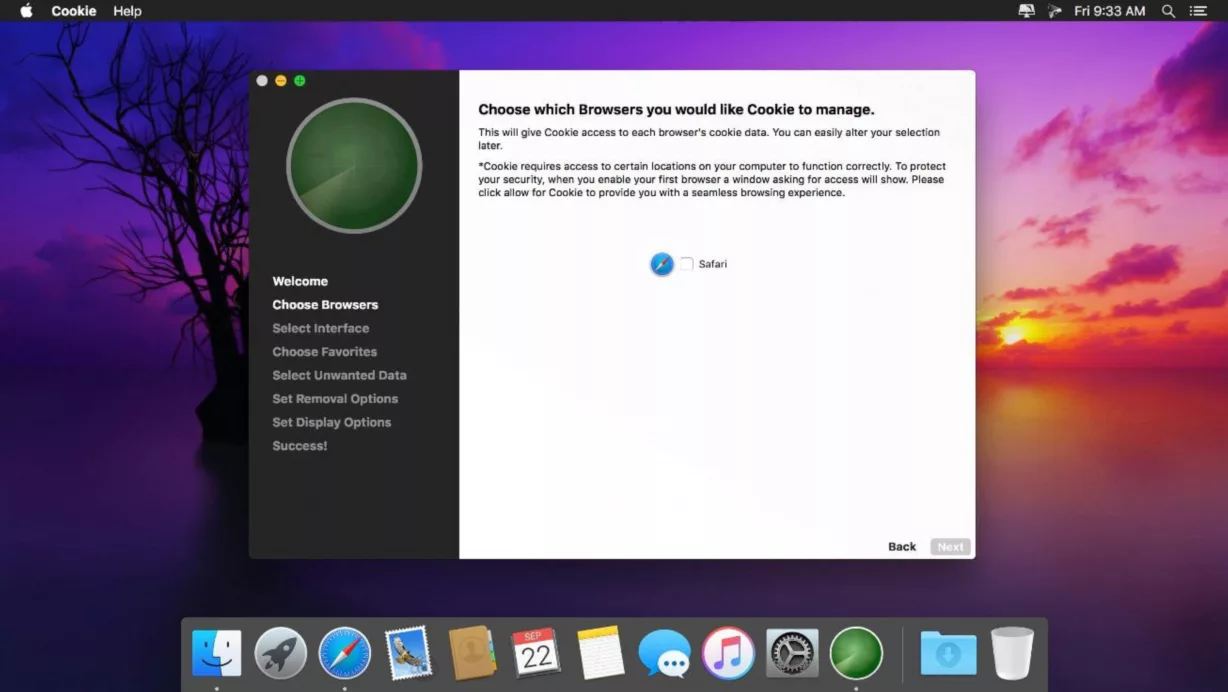 Cookie Help Fri 9:33 AM
Choose which Browsers you would like Cookie to manage.
This will give Cookie access to each browser's cookie data. You can easily alter your selection
later.
*Cookie requires access to certain locations on your computer to function correctly. To protect
your security, when you enable your first browser a window asking for access will show. Please
click allow for Cookie to provide you with a seamless browsing experience.
Safari
Welcome
Choose Browsers
Select Interface
Choose Favorites
Select Unwanted Data
Set Removal Options
Set Display Options
Success!
Back Next
SEP
22